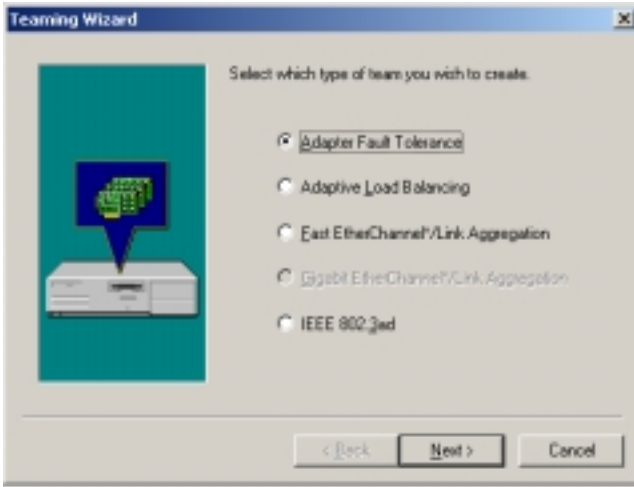 Teaming Wizard
Select which type of team you wish to create.
Adapter Fault Tolerance
Adaptive Load Balancing
Fast EtherChannel*/Link Aggregation
Gigabit EtherChannel*/Link Aggregation
IEEE 802.3ad
< Back
Next >
Cancel